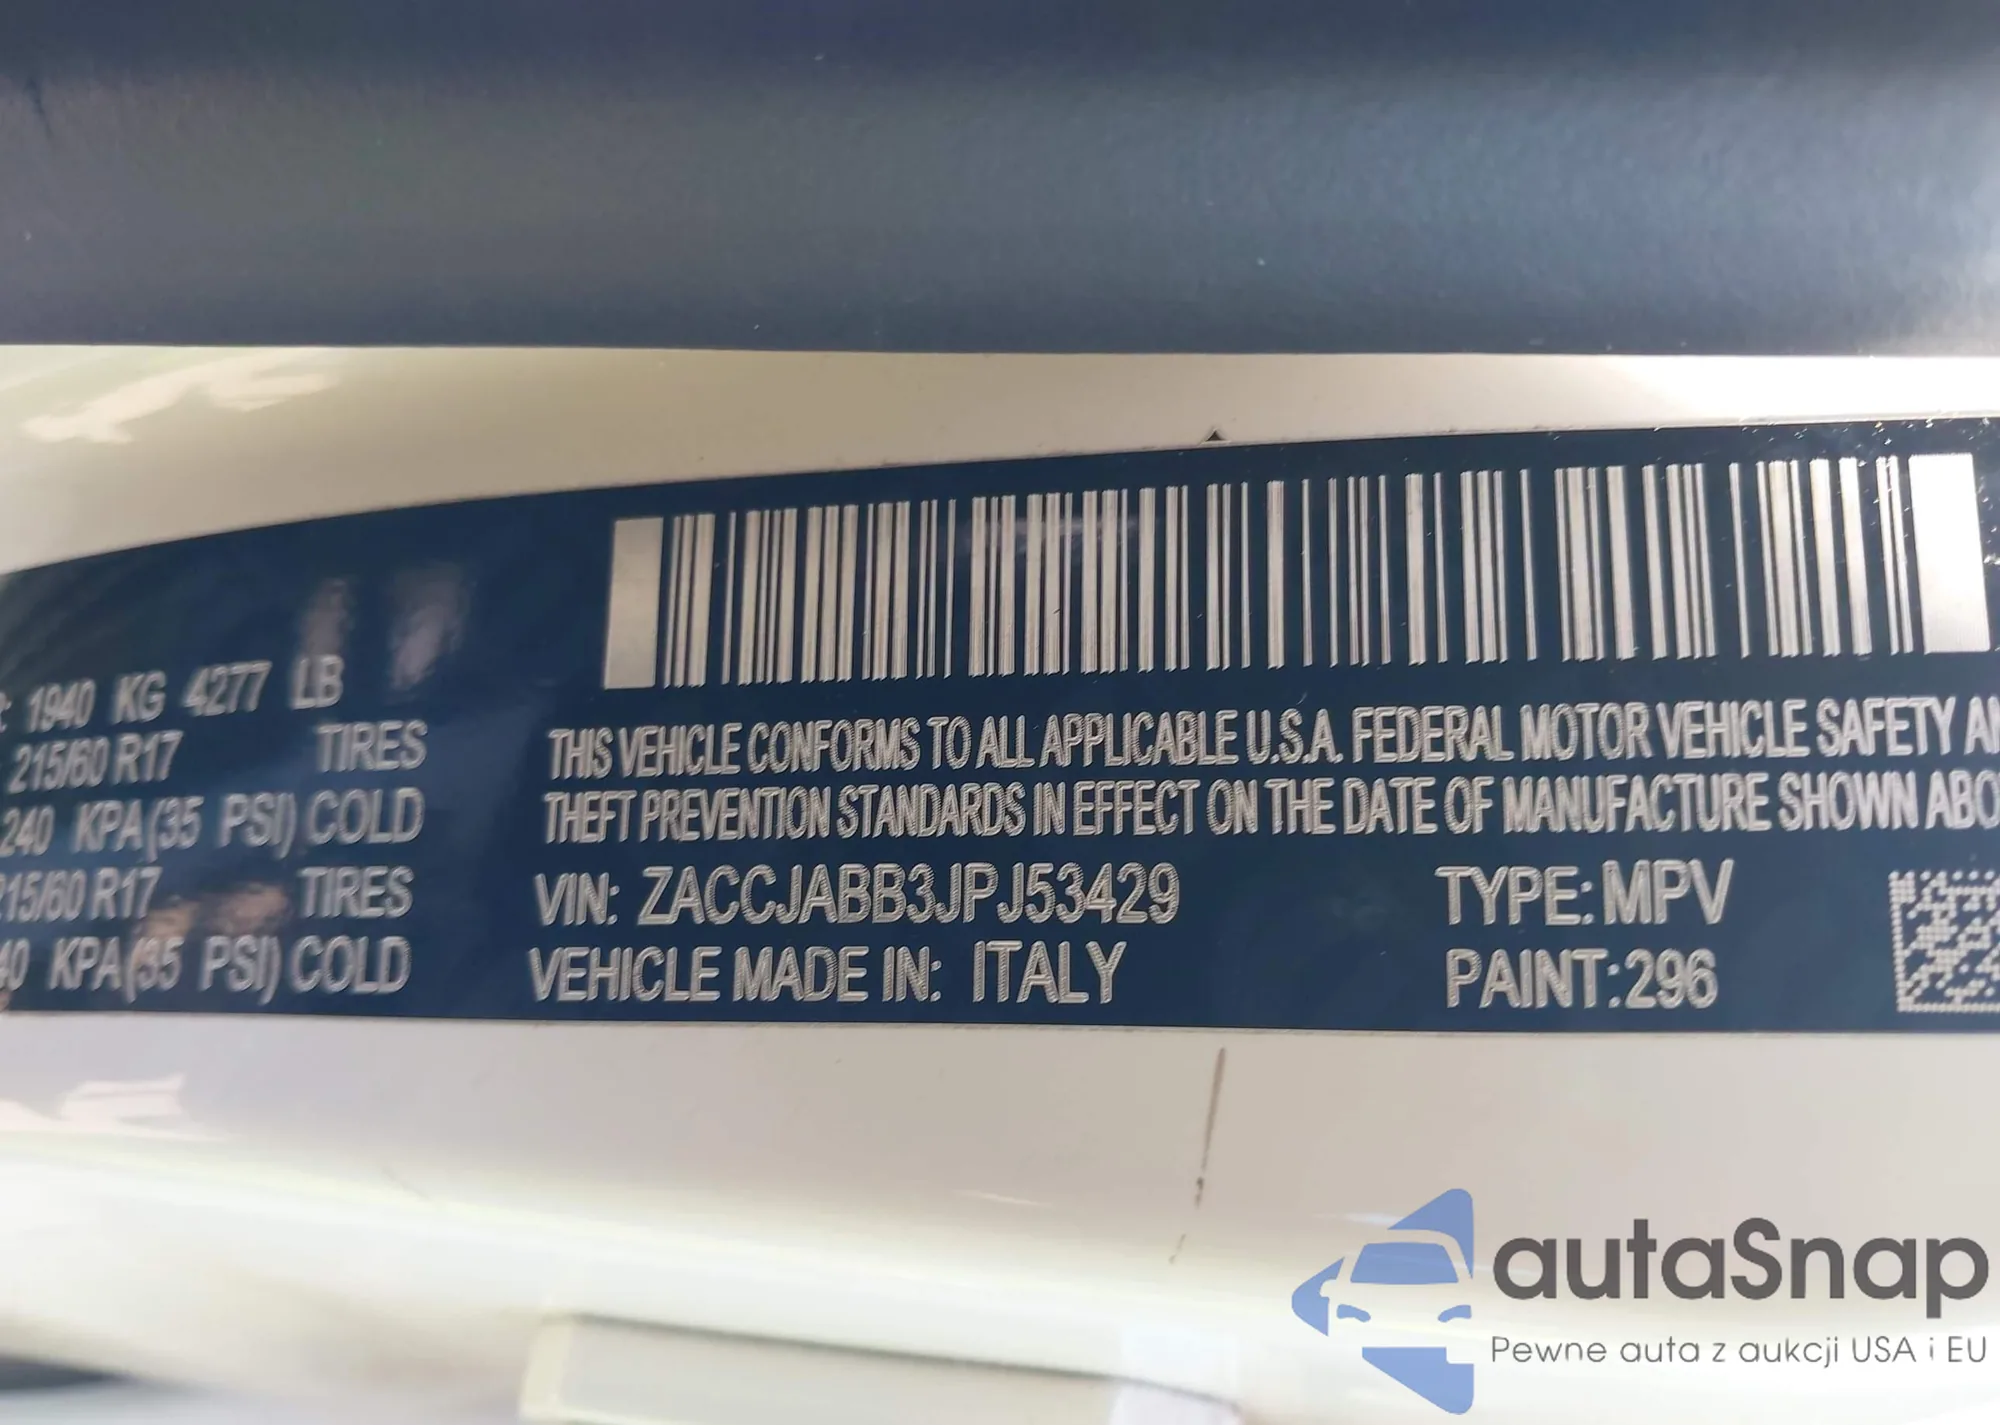 : 1940 KG 4277 LB
215/60 R17 TIRES
240 KPA(35 PSI) COLD
215/60 R17 TIRES
40 KPA(35 PSI) COLD
THIS VEHICLE CONFORMS TO ALL APPLICABLE U.S.A. FEDERAL MOTOR VEHICLE SAFETY AN
THEFT PREVENTION STANDARDS IN EFFECT ON THE DATE OF MANUFACTURE SHOWN ABO
VIN: ZACCJABB3JPJ53429 TYPE: MPV
VEHICLE MADE IN: ITALY PAINT: 296
autaSnap
Pewne auta z aukcji USA i EU